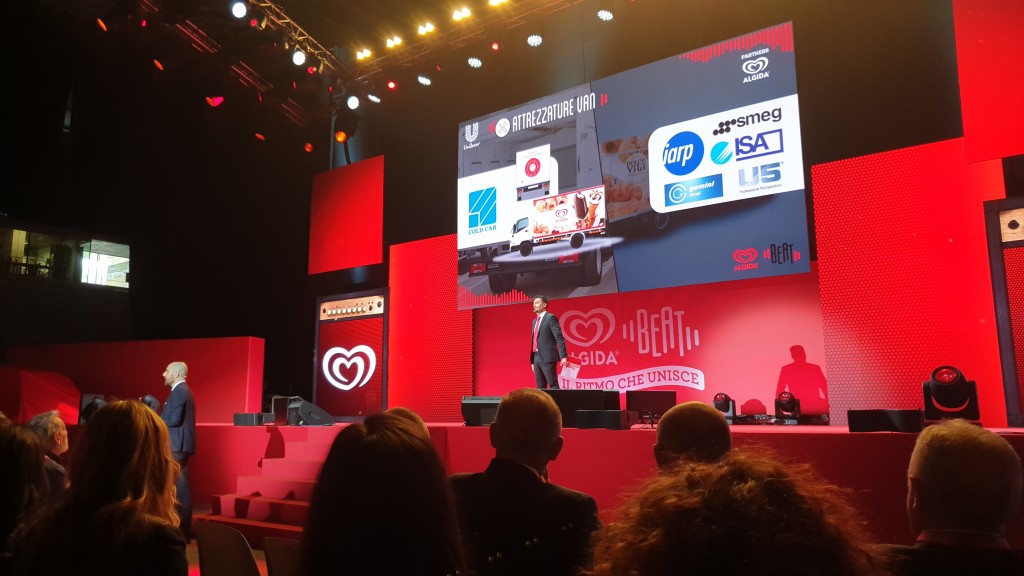 PARTNERS
ALGIDA
Unilever
ATTREZZATURE VAN
smeg
iarp
ISA
gemini
US
COLD CAR
ALGIDA
BEAT
ALGIDA
BEAT
IL RITMO CHE UNISCE